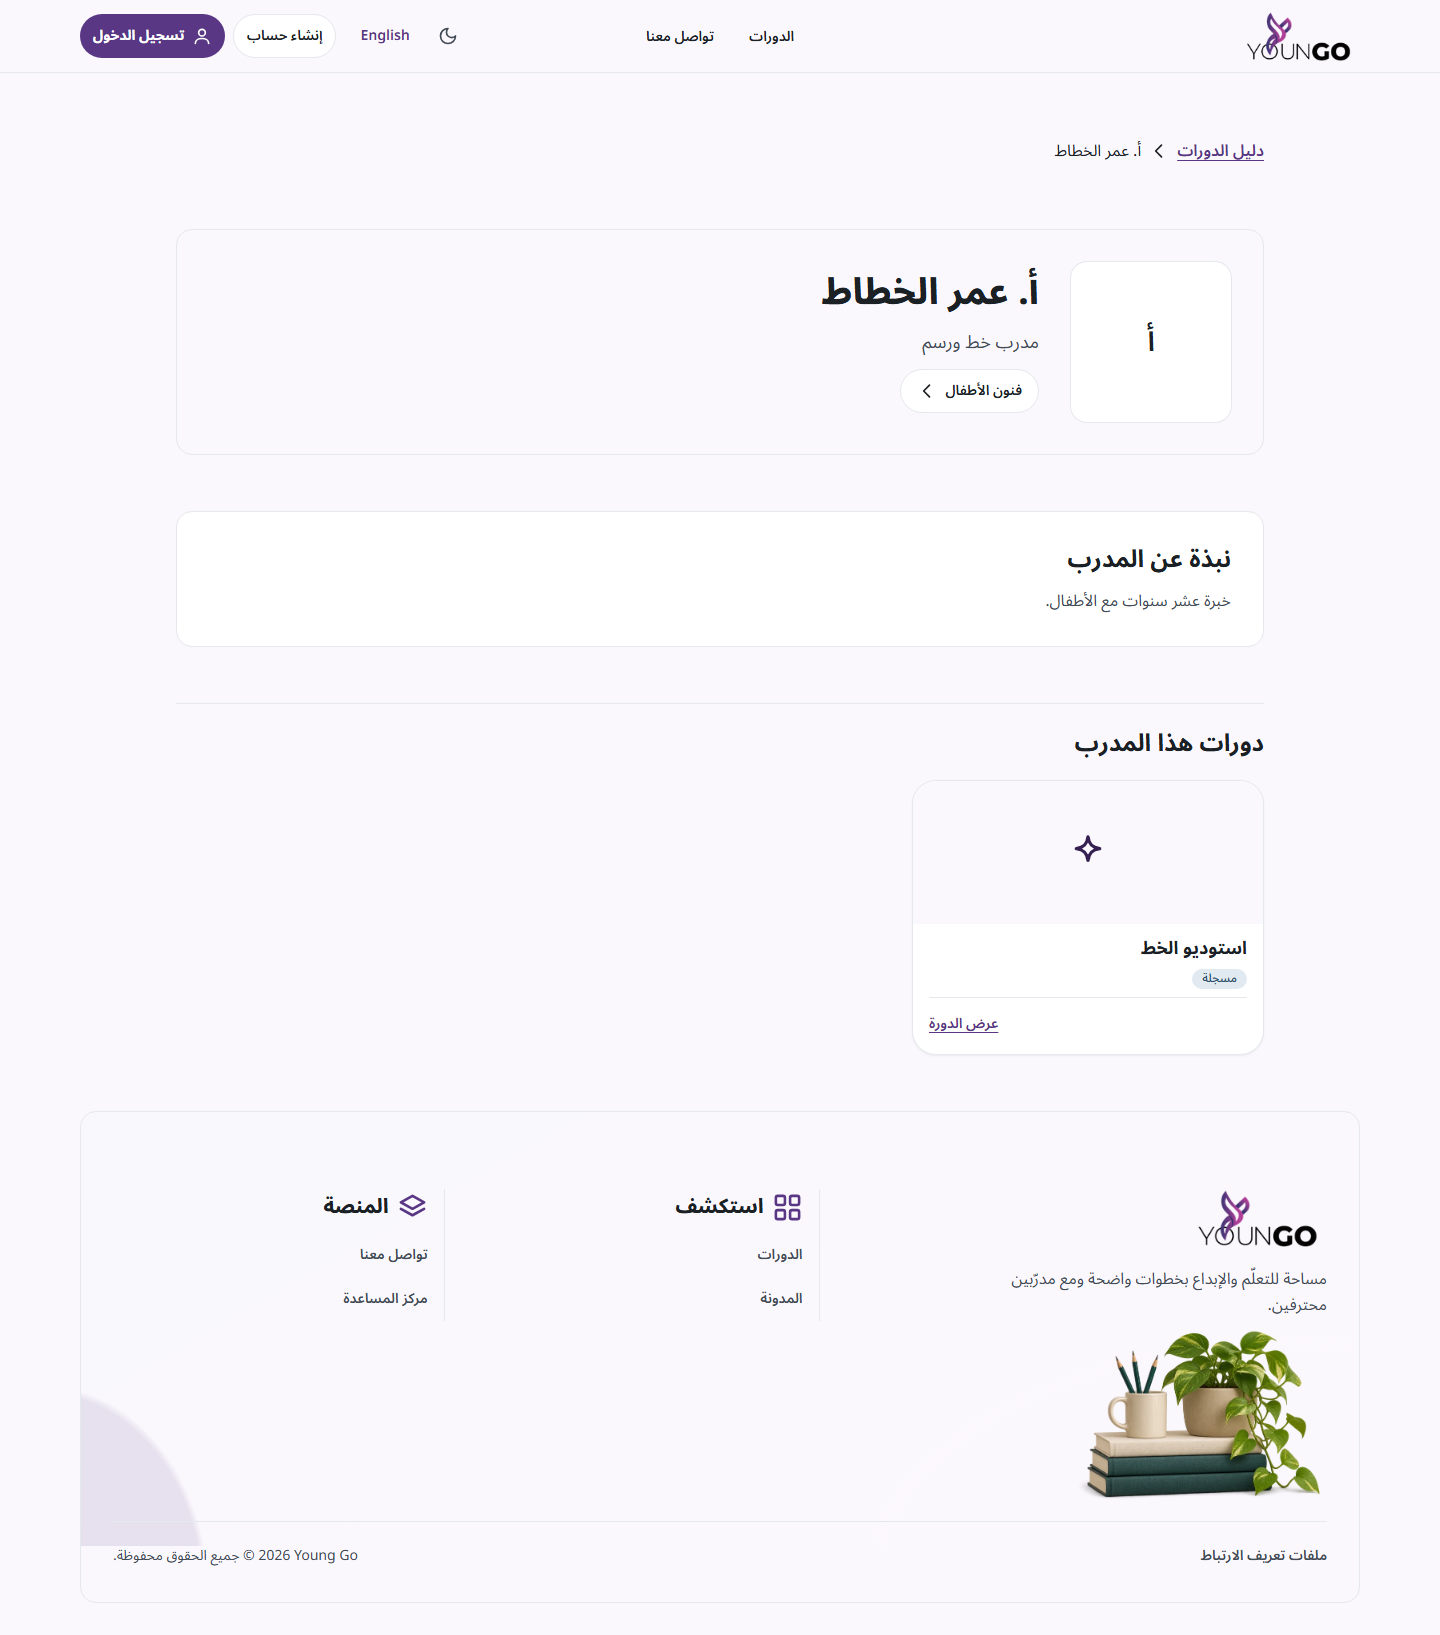 YOUNGO
الدورات
تواصل معنا
English
إنشاء حساب
تسجيل الدخول
دليل الدورات
أ. عمر الخطاط
أ
أ. عمر الخطاط
مدرب خط ورسم
فنون الأطفال
نبذة عن المدرب
خبرة عشر سنوات مع الأطفال.
دورات هذا المدرب
استوديو الخط
مسجلة
عرض الدورة
YOUNGO
مساحة للتعلّم والإبداع بخطوات واضحة ومع مدرّبين
محترفين.
استكشف
الدورات
المدونة
المنصة
تواصل معنا
مركز المساعدة
ملفات تعريف الارتباط
2026 Young Go © جميع الحقوق محفوظة.